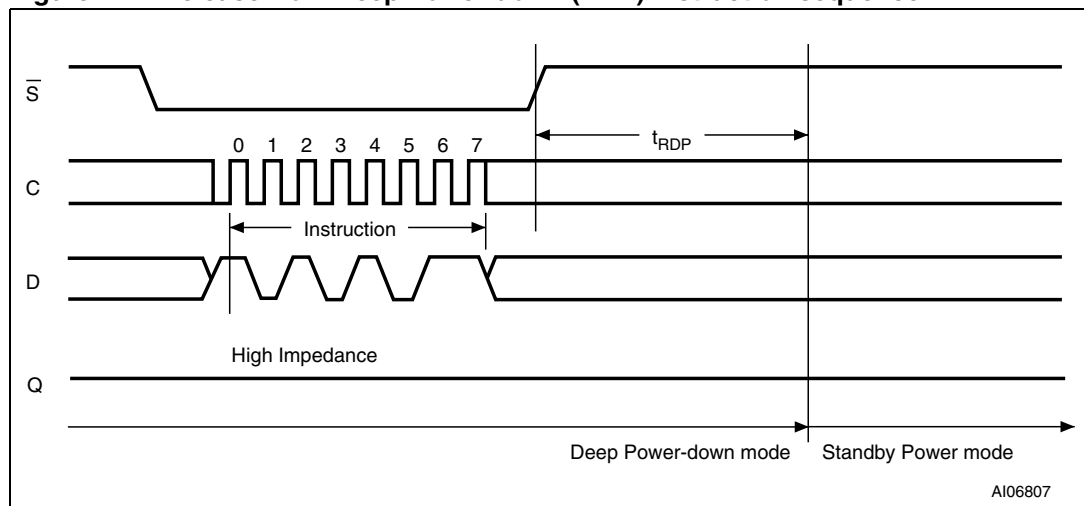 S
t_RDP
0 1 2 3 4 5 6 7
C
Instruction
D
High Impedance
Q
Deep Power-down mode Standby Power mode
AI06807